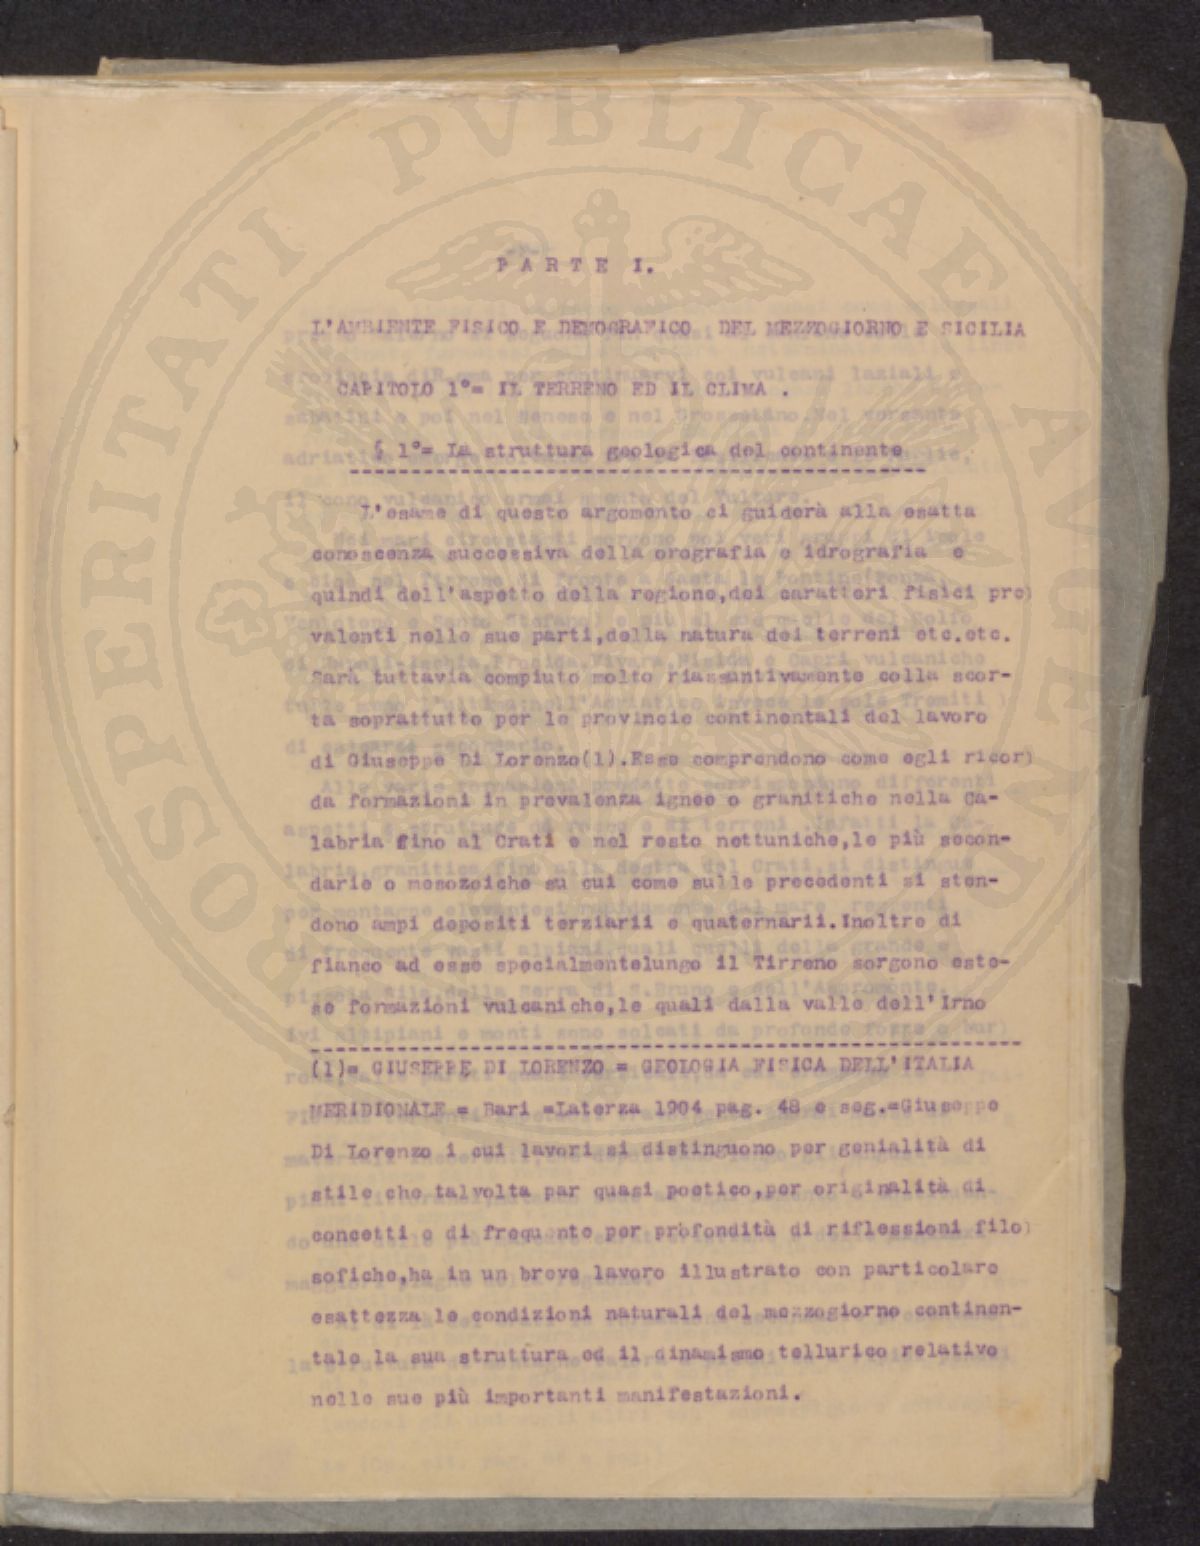 PROSPERITATI PVBLICAE AVGENDAE
P A R T E  I.
L'AMBIENTE FISICO E DEMOGRAFICO DEL MEZZOGIORNO E SICILIA
CAPITOLO 1°= IL TERRENO ED IL CLIMA .
§ 1°= La struttura geologica del continente
L'esame di questo argomento ci guiderà alla esatta
conoscenza successiva della orografia e idrografia e
quindi dell'aspetto della regione,dei caratteri fisici pre)
valenti nelle sue parti,della natura dei terreni etc.etc.
Sarà tuttavia compiuto molto riassuntivamente colla scor-
ta soprattutto per le provincie continentali del lavoro
di Giuseppe Di Lorenzo(1).Esse comprendono come egli ricor)
da formazioni in prevalenza ignee o granitiche nella Ca-
labria fino al Crati e nel resto nettuniche,le più secon-
darie o mesozoiche su cui come sulle precedenti si sten-
dono ampi depositi terziarii e quaternarii.Inoltre di
fianco ad esse specialmentelungo il Tirreno sorgono este-
se formazioni vulcaniche,le quali dalla valle dell'Irno
(1)= GIUSEPPE DI LORENZO = GEOLOGIA FISICA DELL'ITALIA
MERIDIONALE = Bari =Laterza 1904 pag. 48 e seg.=Giuseppe
Di Lorenzo i cui lavori si distinguono per genialità di
stile che talvolta par quasi poetico,per originalità di
concetti e di frequente per profondità di riflessioni filo)
sofiche,ha in un breve lavoro illustrato con particolare
esattezza le condizioni naturali del mezzogiorno continen-
tale la sua struttura ed il dinamismo tellurico relativo
nelle sue più importanti manifestazioni.